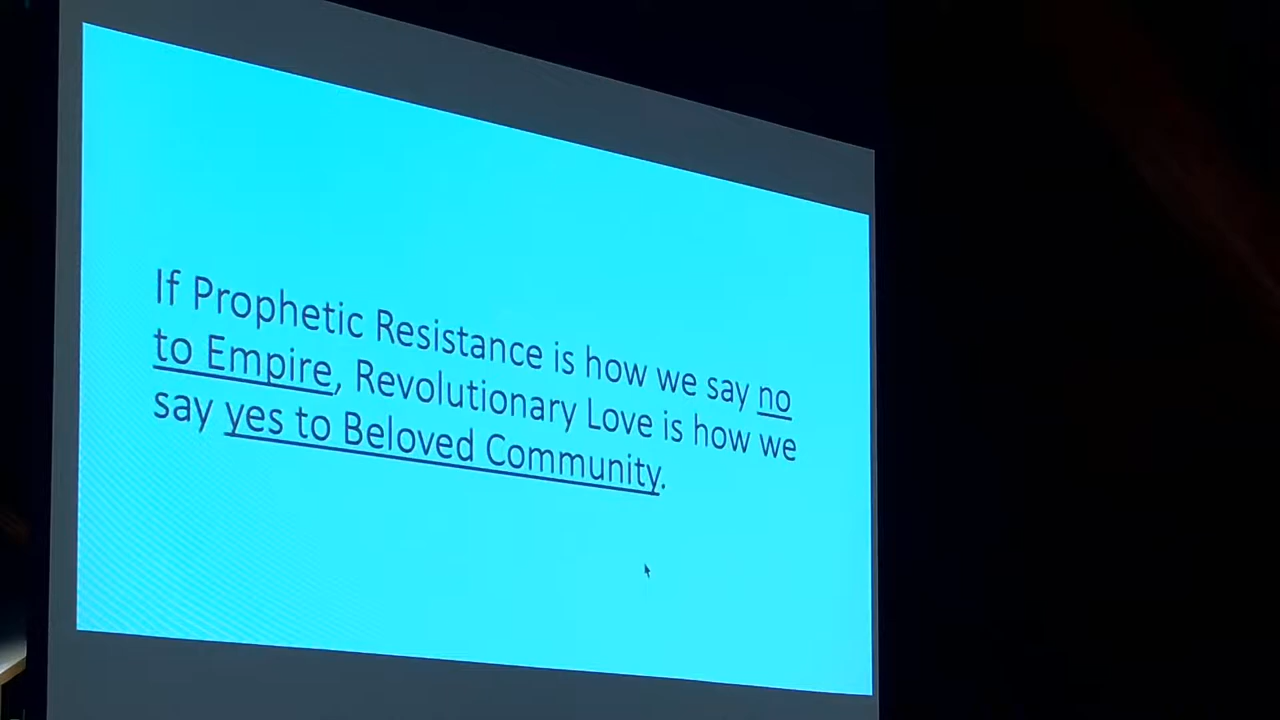 If Prophetic Resistance is how we say no
to Empire, Revolutionary Love is how we
say yes to Beloved Community.